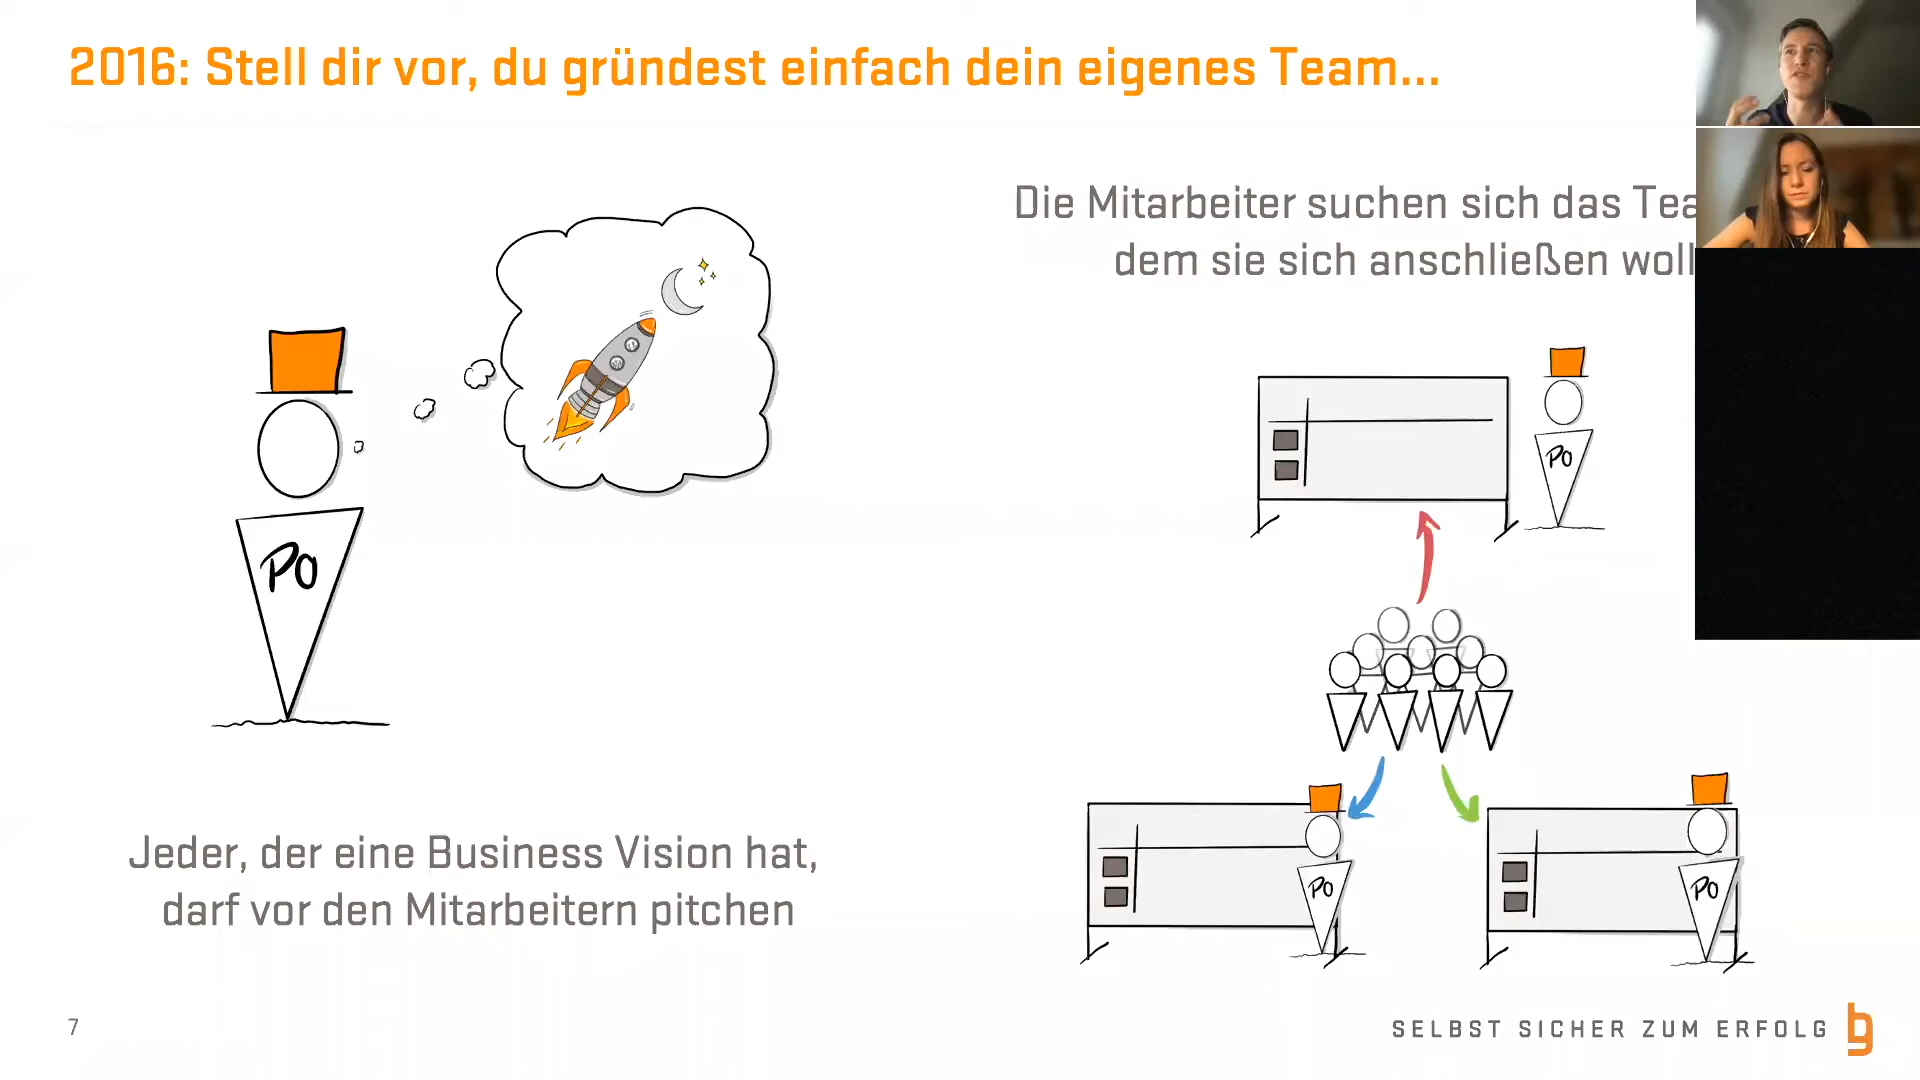 2016: Stell dir vor, du gründest einfach dein eigenes Team...
Die Mitarbeiter suchen sich das
dem sie sich anschließen
PO
PO
Jeder, der eine Business Vision hat,
darf vor den Mitarbeitern pitchen
PO
PO
7
SELBST SICHER ZUM ERFOLG